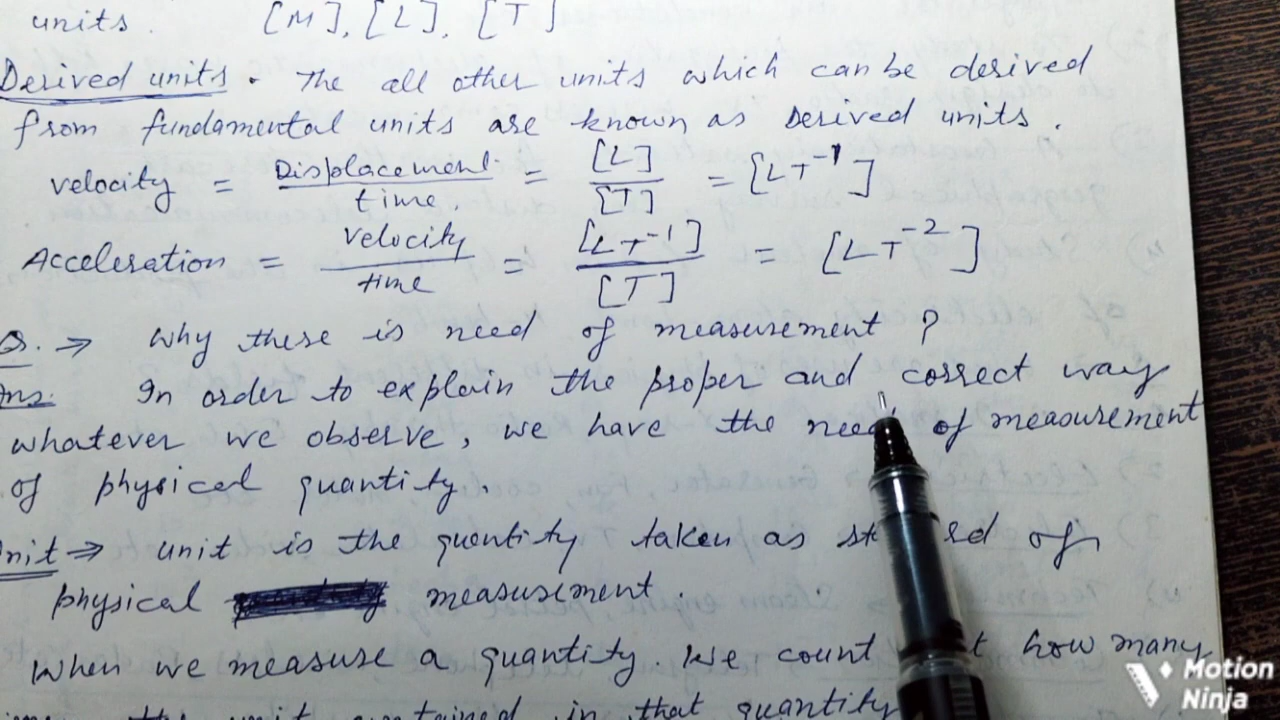 units. [M], [L], [T]
Derived units. The all other units which can be derived
from fundamental units are known as Derived units.
velocity = Displacement. / time. = [L] / [T] = [LT⁻¹]
Acceleration = velocity / time = [LT⁻¹] / [T] = [LT⁻²]
Q. ⇒ Why there is need of measurement ?
Ans. In order to explain the proper and correct way
whatever we observe, we have the need of measurement
of physical quantity.
Unit ⇒ unit is the quantity taken as of
physical measurement.
When we measure a quantity. We count how many
the unit contained in that quantity
Motion
Ninja